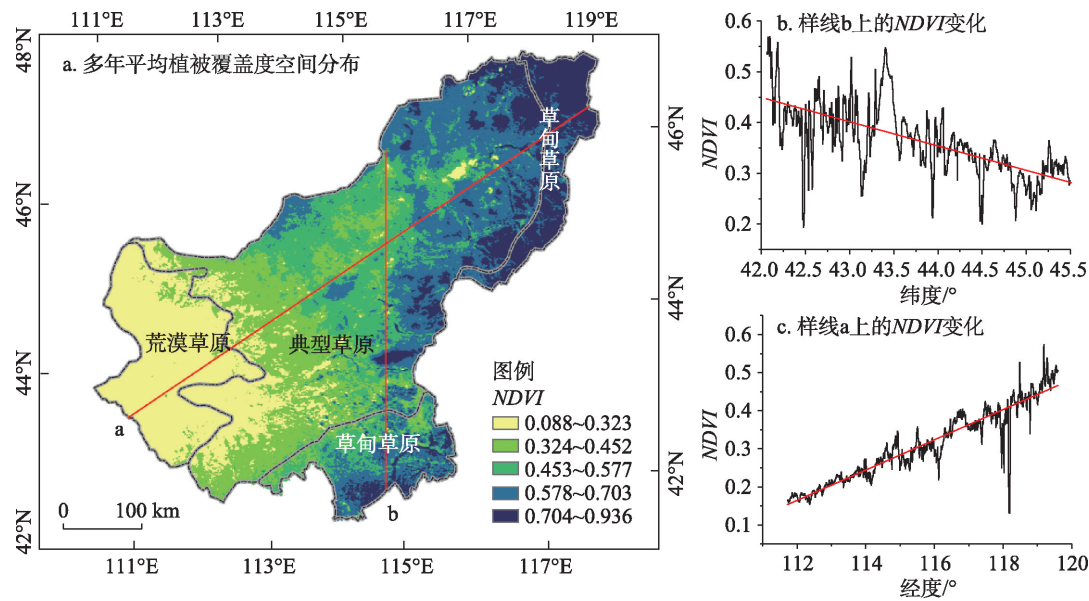 111°E 113°E 115°E 117°E 119°E
a. 多年平均植被覆盖度空间分布
48°N
46°N
44°N
42°N
46°N
44°N
42°N
草甸草原
荒漠草原
典型草原
草甸草原
a
b
图例
NDVI
0.088~0.323
0.324~0.452
0.453~0.577
0.578~0.703
0.704~0.936
0 100 km
111°E 113°E 115°E 117°E
b. 样线b上的NDVI变化
NDVI
0.6
0.5
0.4
0.3
0.2
42.0 42.5 43.0 43.5 44.0 44.5 45.0 45.5
纬度/°
c. 样线a上的NDVI变化
NDVI
0.6
0.5
0.4
0.3
0.2
0.1
112 114 116 118 120
经度/°